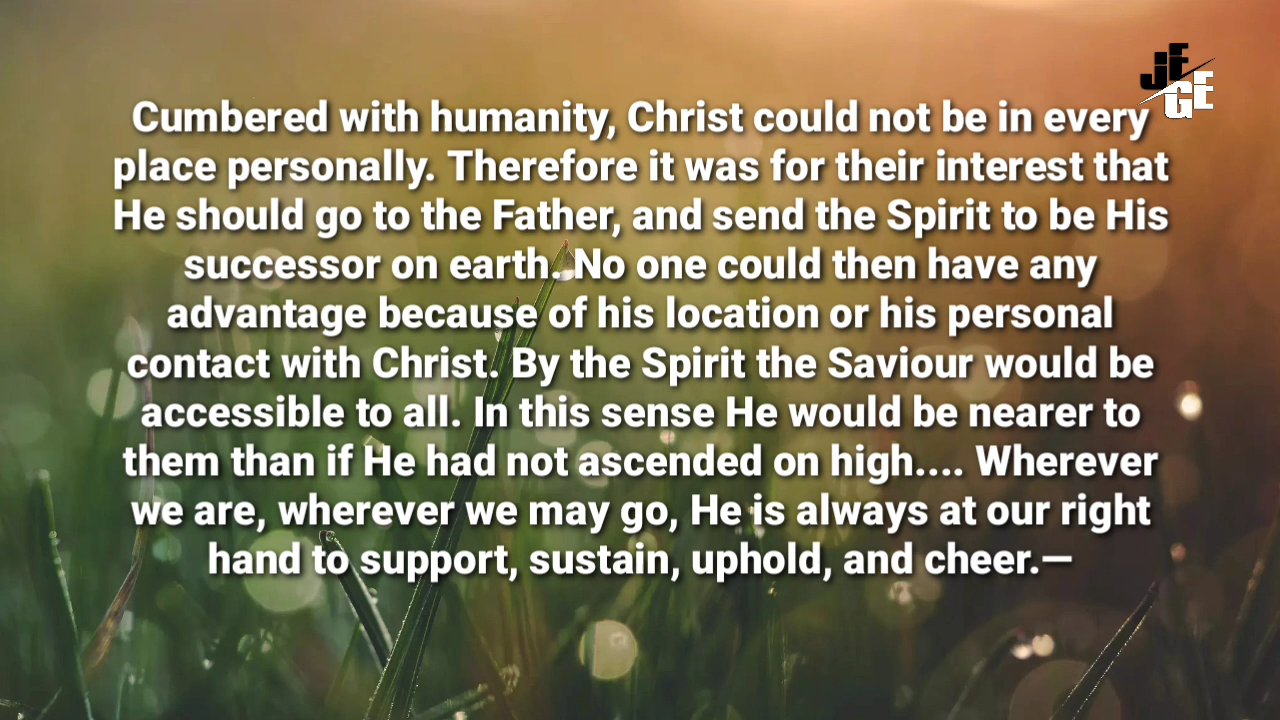 JF
GF
E
Cumbered with humanity, Christ could not be in every
place personally. Therefore it was for their interest that
He should go to the Father, and send the Spirit to be His
successor on earth. No one could then have any
advantage because of his location or his personal
contact with Christ. By the Spirit the Saviour would be
accessible to all. In this sense He would be nearer to
them than if He had not ascended on high.... Wherever
we are, wherever we may go, He is always at our right
hand to support, sustain, uphold, and cheer.—